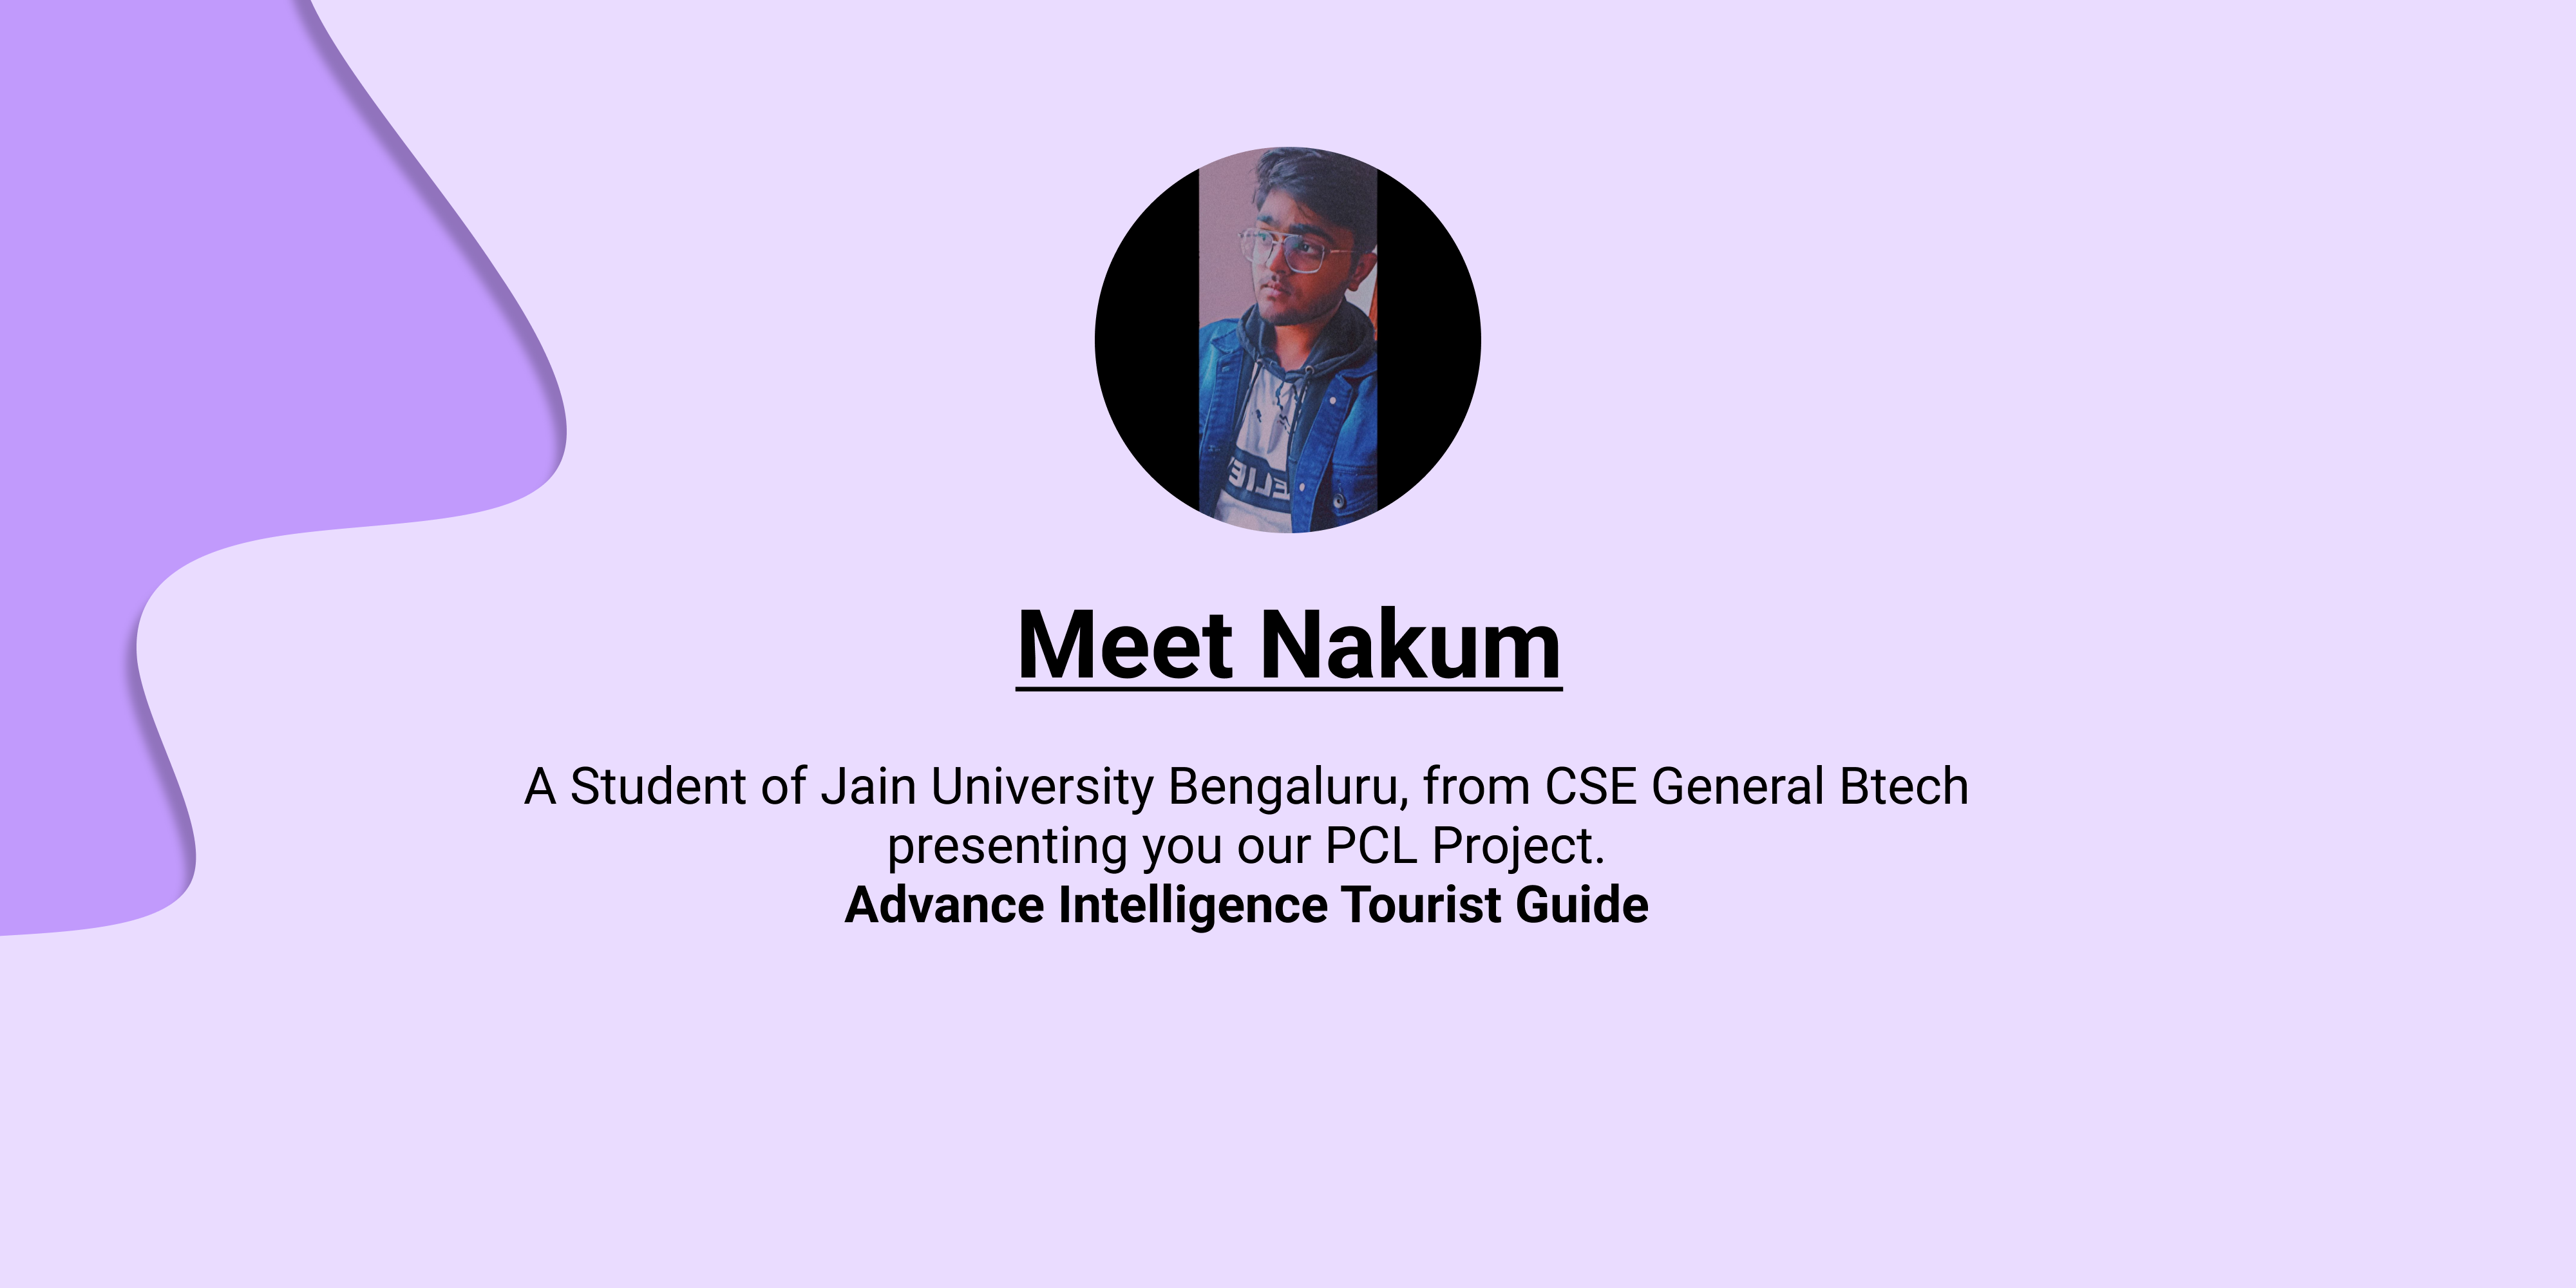 Meet Nakum
A Student of Jain University Bengaluru, from CSE General Btech
presenting you our PCL Project.
Advance Intelligence Tourist Guide